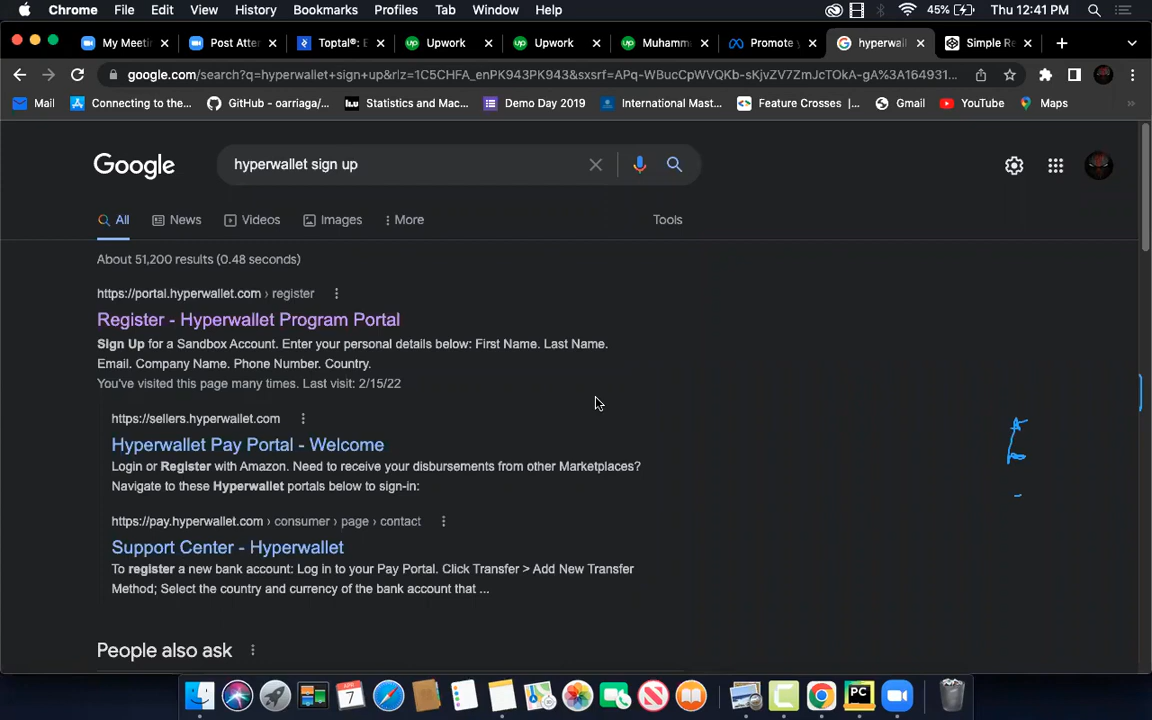 Chrome File Edit View History Bookmarks Profiles Tab Window Help 45% Thu 12:41 PM
My Meetin Post Atten Toptal®: E Upwork Upwork Muhamm Promote y hyperwal Simple Re
google.com/search?q=hyperwallet+sign+up&rlz=1C5CHFA_enPK943PK943&sxsrf=APq-WBucCpWVQKb-sKjvZV7ZmJcTOkA-gA%3A164931...
Mail Connecting to the... GitHub - oarriaga/... Statistics and Mac... Demo Day 2019 International Mast... Feature Crosses |... Gmail YouTube Maps
Google hyperwallet sign up
All News Videos Images More Tools
About 51,200 results (0.48 seconds)
https://portal.hyperwallet.com › register
Register - Hyperwallet Program Portal
Sign Up for a Sandbox Account. Enter your personal details below: First Name. Last Name.
Email. Company Name. Phone Number. Country.
You've visited this page many times. Last visit: 2/15/22
https://sellers.hyperwallet.com
Hyperwallet Pay Portal - Welcome
Login or Register with Amazon. Need to receive your disbursements from other Marketplaces?
Navigate to these Hyperwallet portals below to sign-in:
https://pay.hyperwallet.com › consumer › page › contact
Support Center - Hyperwallet
To register a new bank account: Log in to your Pay Portal. Click Transfer > Add New Transfer
Method; Select the country and currency of the bank account that ...
People also ask
7
PC